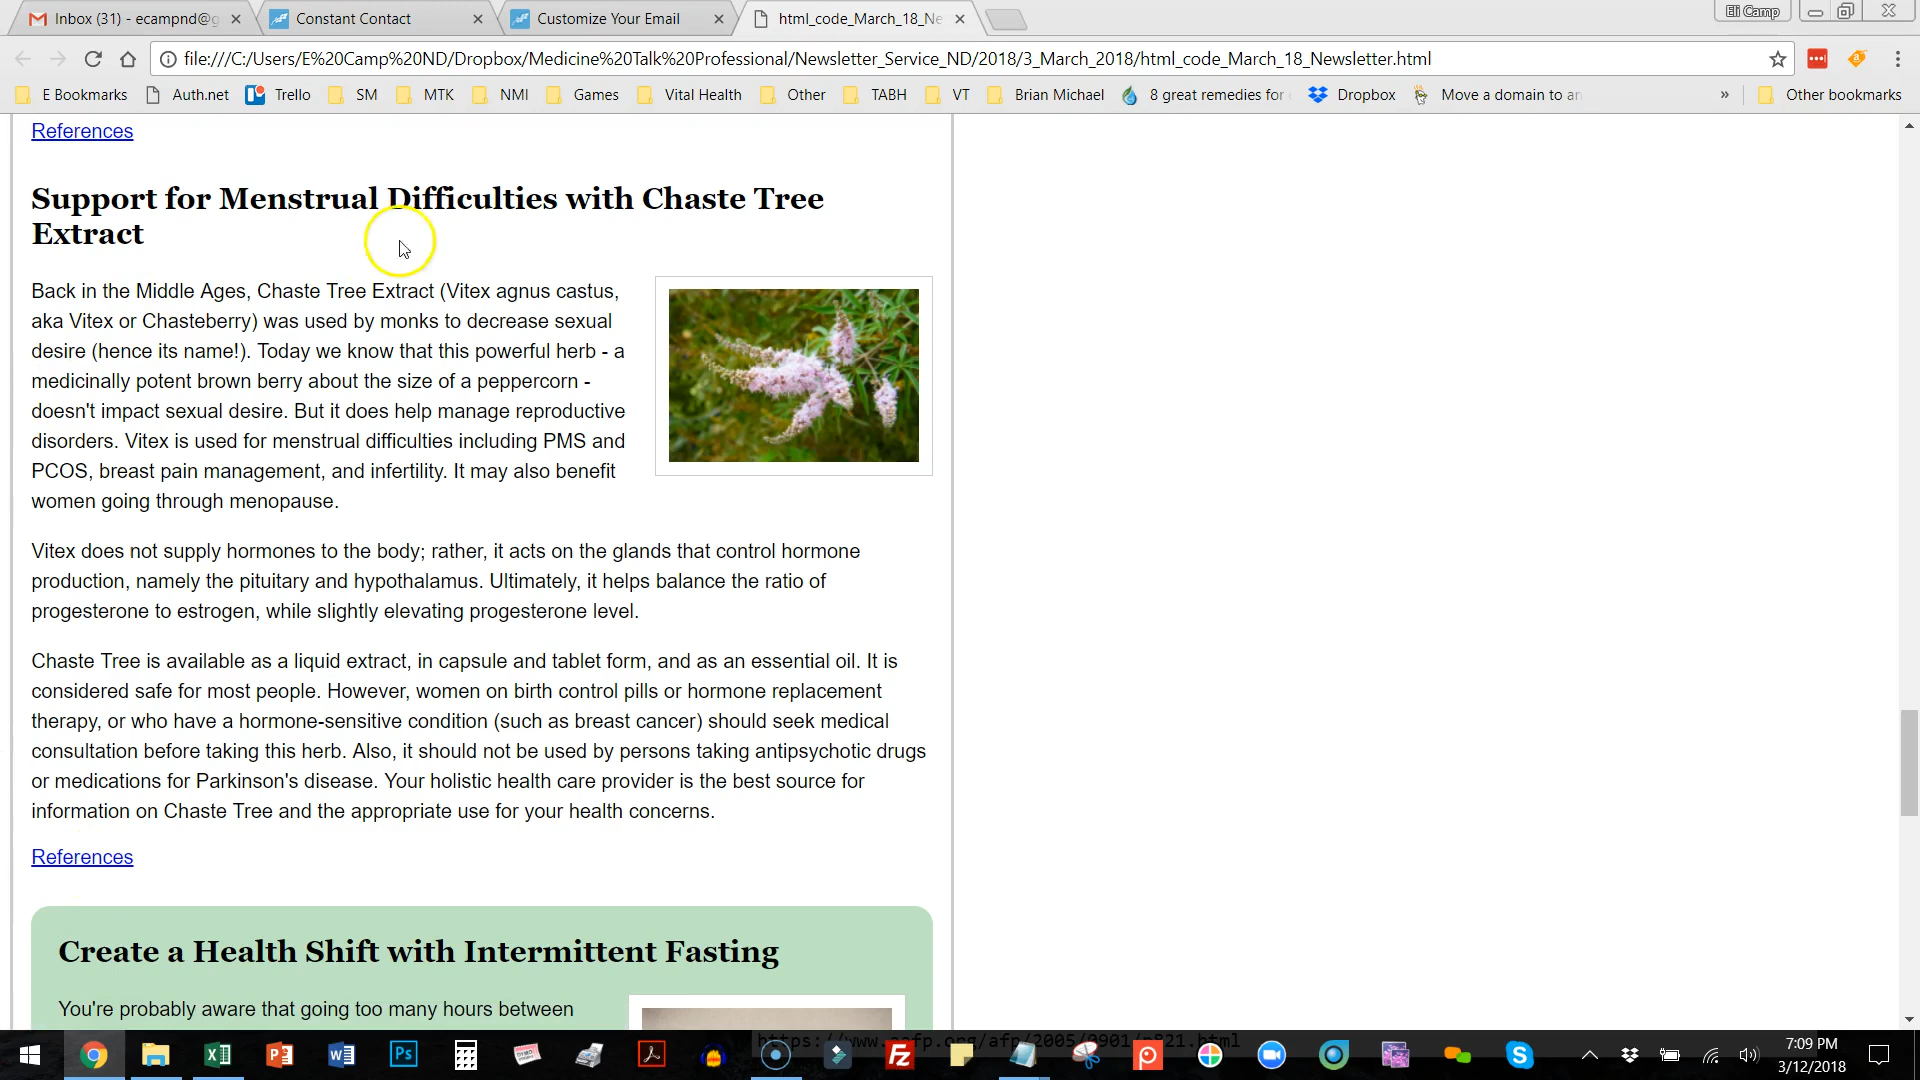 Inbox (31) - ecampnd@g
Constant Contact
Customize Your Email
html_code_March_18_Ne
Eli Camp
file:///C:/Users/E%20Camp%20ND/Dropbox/Medicine%20Talk%20Professional/Newsletter_Service_ND/2018/3_March_2018/html_code_March_18_Newsletter.html
E Bookmarks
Auth.net
Trello
SM
MTK
NMI
Games
Vital Health
Other
TABH
VT
Brian Michael
8 great remedies for
Dropbox
Move a domain to an
»
Other bookmarks
References
Support for Menstrual Difficulties with Chaste Tree
Extract
Back in the Middle Ages, Chaste Tree Extract (Vitex agnus castus,
aka Vitex or Chasteberry) was used by monks to decrease sexual
desire (hence its name!). Today we know that this powerful herb - a
medicinally potent brown berry about the size of a peppercorn -
doesn't impact sexual desire. But it does help manage reproductive
disorders. Vitex is used for menstrual difficulties including PMS and
PCOS, breast pain management, and infertility. It may also benefit
women going through menopause.
Vitex does not supply hormones to the body; rather, it acts on the glands that control hormone
production, namely the pituitary and hypothalamus. Ultimately, it helps balance the ratio of
progesterone to estrogen, while slightly elevating progesterone level.
Chaste Tree is available as a liquid extract, in capsule and tablet form, and as an essential oil. It is
considered safe for most people. However, women on birth control pills or hormone replacement
therapy, or who have a hormone-sensitive condition (such as breast cancer) should seek medical
consultation before taking this herb. Also, it should not be used by persons taking antipsychotic drugs
or medications for Parkinson's disease. Your holistic health care provider is the best source for
information on Chaste Tree and the appropriate use for your health concerns.
References
Create a Health Shift with Intermittent Fasting
You're probably aware that going too many hours between
7:09 PM
3/12/2018